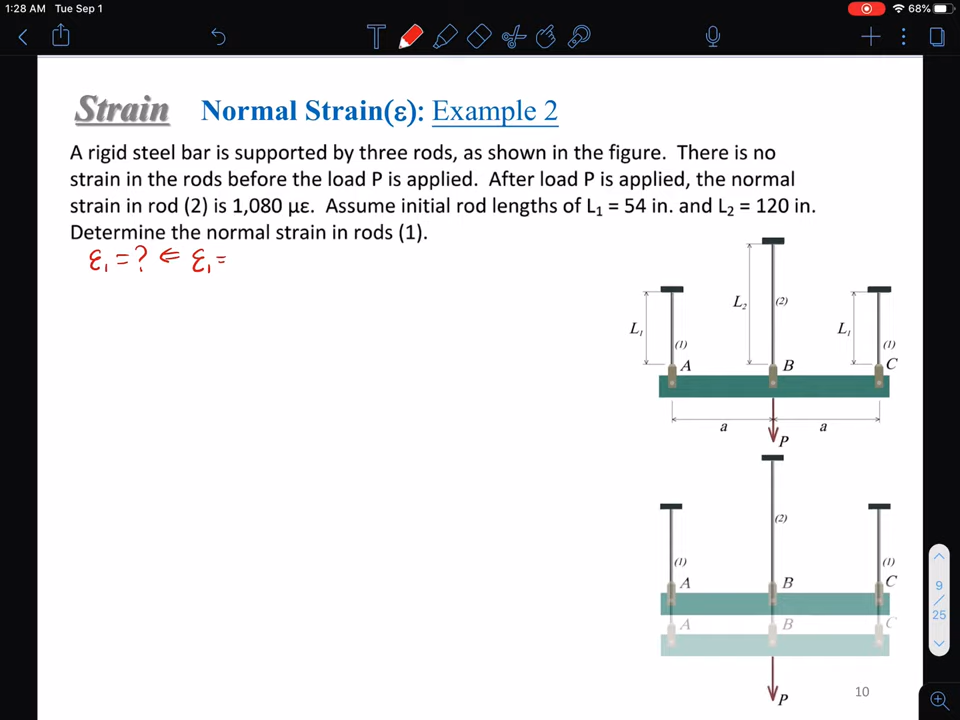 1:28 AM Tue Sep 1
68%
Strain Normal Strain(ε): Example 2
A rigid steel bar is supported by three rods, as shown in the figure. There is no
strain in the rods before the load P is applied. After load P is applied, the normal
strain in rod (2) is 1,080 με. Assume initial rod lengths of L₁ = 54 in. and L₂ = 120 in.
Determine the normal strain in rods (1).
ε₁ = ? ⇐ ε₁ =
L₂ (2)
L₁ L₁
(1) (1)
A B C
a a
P
(2)
(1) (1)
A B C
A B C
P
10
9
/
25